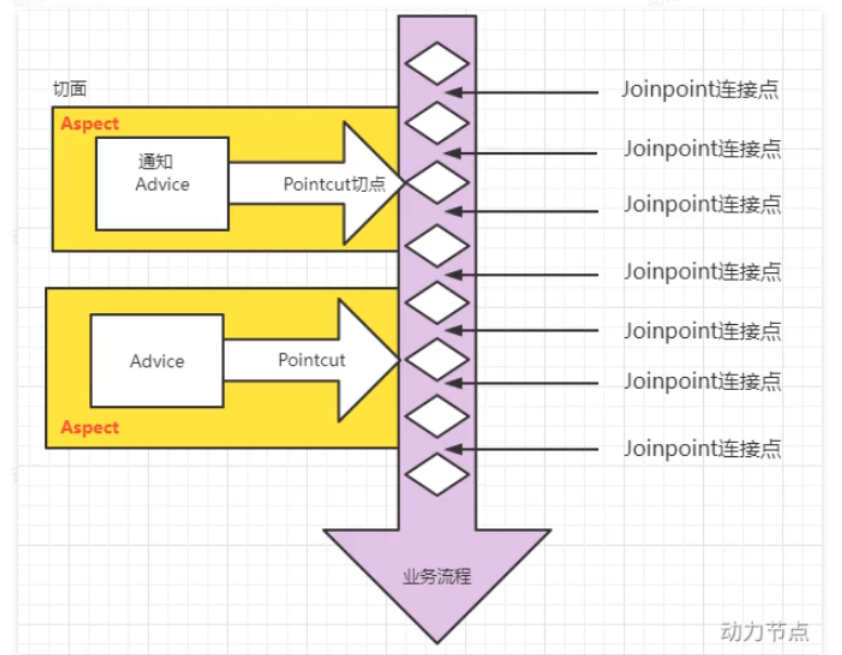 切面
Aspect
通知
Advice
Pointcut切点
Joinpoint连接点
Joinpoint连接点
Joinpoint连接点
Joinpoint连接点
Joinpoint连接点
Joinpoint连接点
Joinpoint连接点
Advice
Pointcut
Aspect
业务流程
动力节点